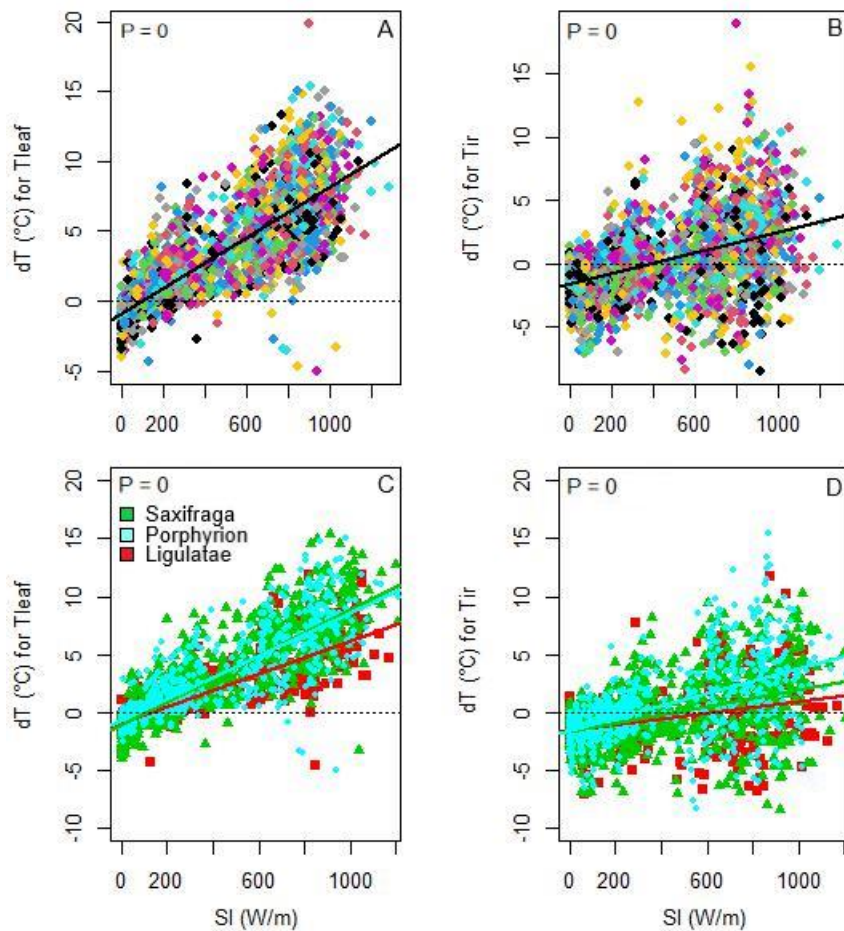 P = 0
A
dT (°C) for Tleaf
20
15
10
5
0
-5
0 200 600 1000
P = 0
B
dT (°C) for Tir
15
10
5
0
-5
0 200 600 1000
P = 0
C
Saxifraga
Porphyrion
Ligulatae
dT (°C) for Tleaf
20
15
10
5
0
-5
-10
0 200 600 1000
SI (W/m)
P = 0
D
dT (°C) for Tir
20
15
10
5
0
-5
-10
0 200 600 1000
SI (W/m)